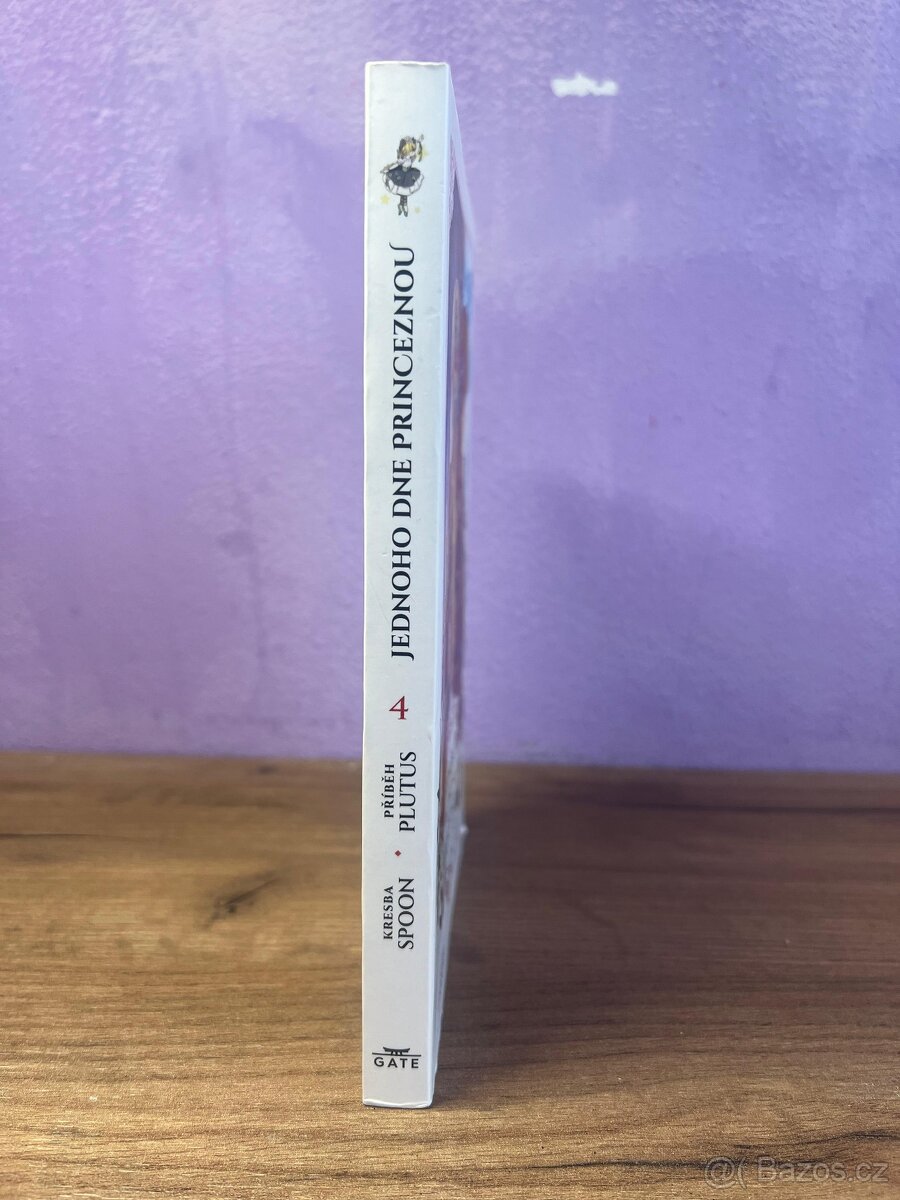 JEDNOHO DNE PRINCEZNOU
4
PŘÍBĚH
PLUTUS
KRESBA
SPOON
GATE
@( Bazos.cz